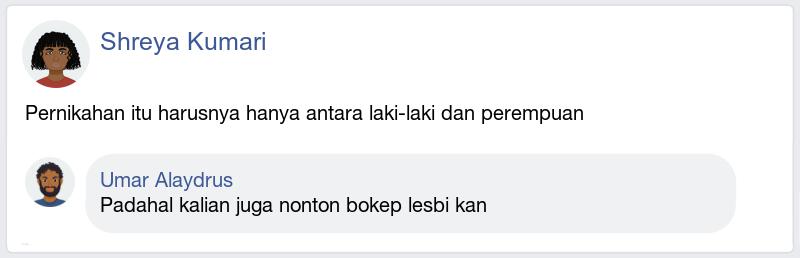 Shreya Kumari
Pernikahan itu harusnya hanya antara laki-laki dan perempuan
Umar Alaydrus
Padahal kalian juga nonton bokep lesbi kan